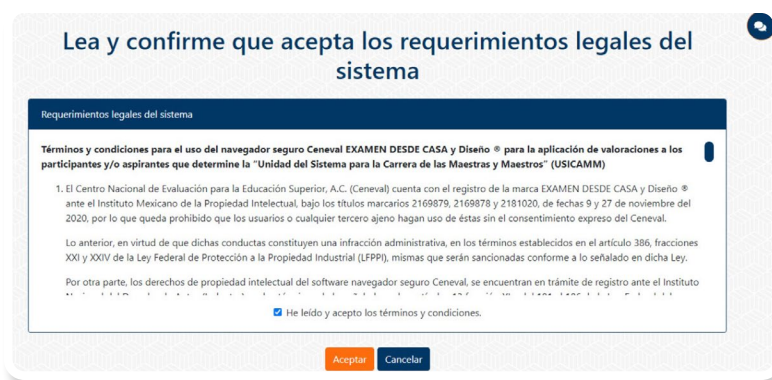 Lea y confirme que acepta los requerimientos legales del
sistema
Requerimientos legales del sistema
Términos y condiciones para el uso del navegador seguro Ceneval EXAMEN DESDE CASA y Diseño ® para la aplicación de valoraciones a los
participantes y/o aspirantes que determine la "Unidad del Sistema para la Carrera de las Maestras y Maestros" (USICAMM)
1. El Centro Nacional de Evaluación para la Educación Superior, A.C. (Ceneval) cuenta con el registro de la marca EXAMEN DESDE CASA y Diseño ®
ante el Instituto Mexicano de la Propiedad Intelectual, bajo los títulos marcarios 2169879, 2169878 y 2181020, de fechas 9 y 27 de noviembre del
2020, por lo que queda prohibido que los usuarios o cualquier tercero ajeno hagan uso de éstas sin el consentimiento expreso del Ceneval.
Lo anterior, en virtud de que dichas conductas constituyen una infracción administrativa, en los términos establecidos en el artículo 386, fracciones
XXI y XXIV de la Ley Federal de Protección a la Propiedad Industrial (LFPPI), mismas que serán sancionadas conforme a lo señalado en dicha Ley.
Por otra parte, los derechos de propiedad intelectual del software navegador seguro Ceneval, se encuentran en trámite de registro ante el Instituto
He leído y acepto los términos y condiciones.
Aceptar Cancelar